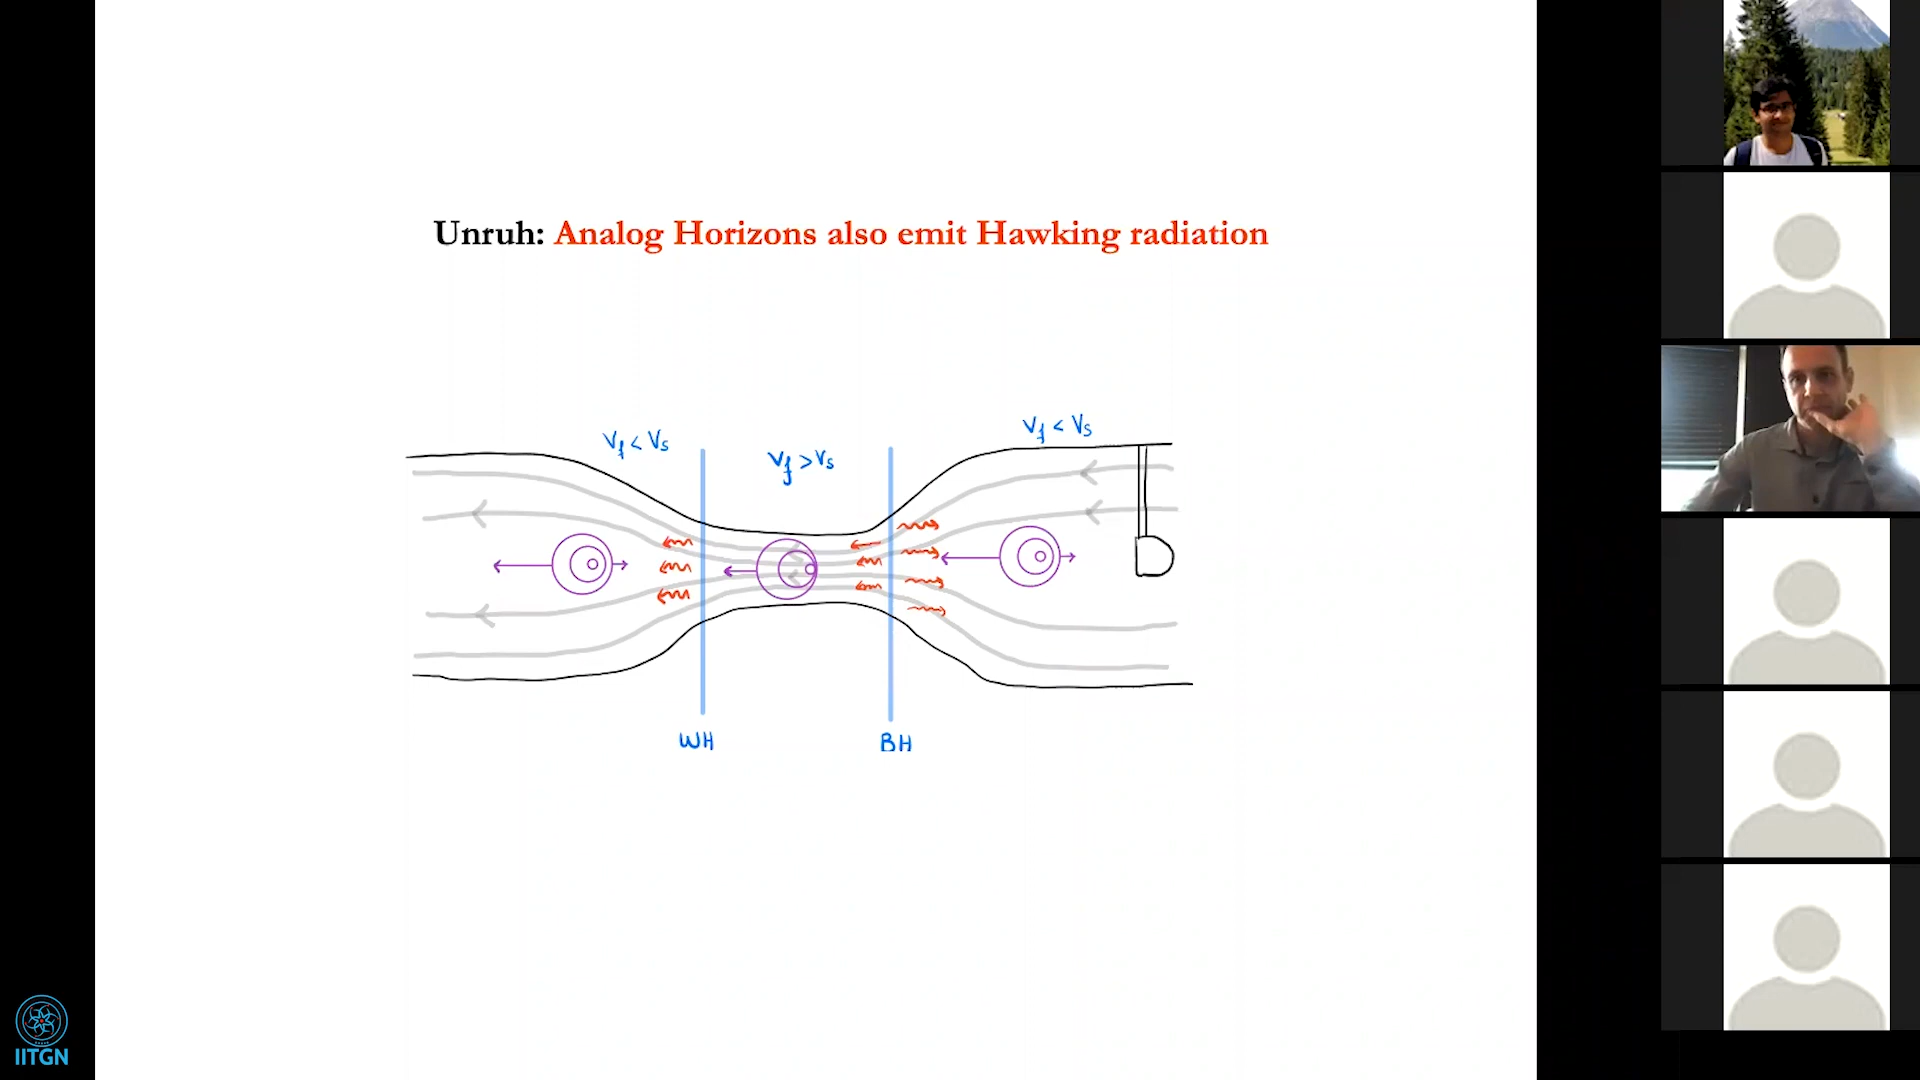 Unruh: Analog Horizons also emit Hawking radiation
Vf < Vs
Vf > Vs
Vf < Vs
WH
BH
IITGN